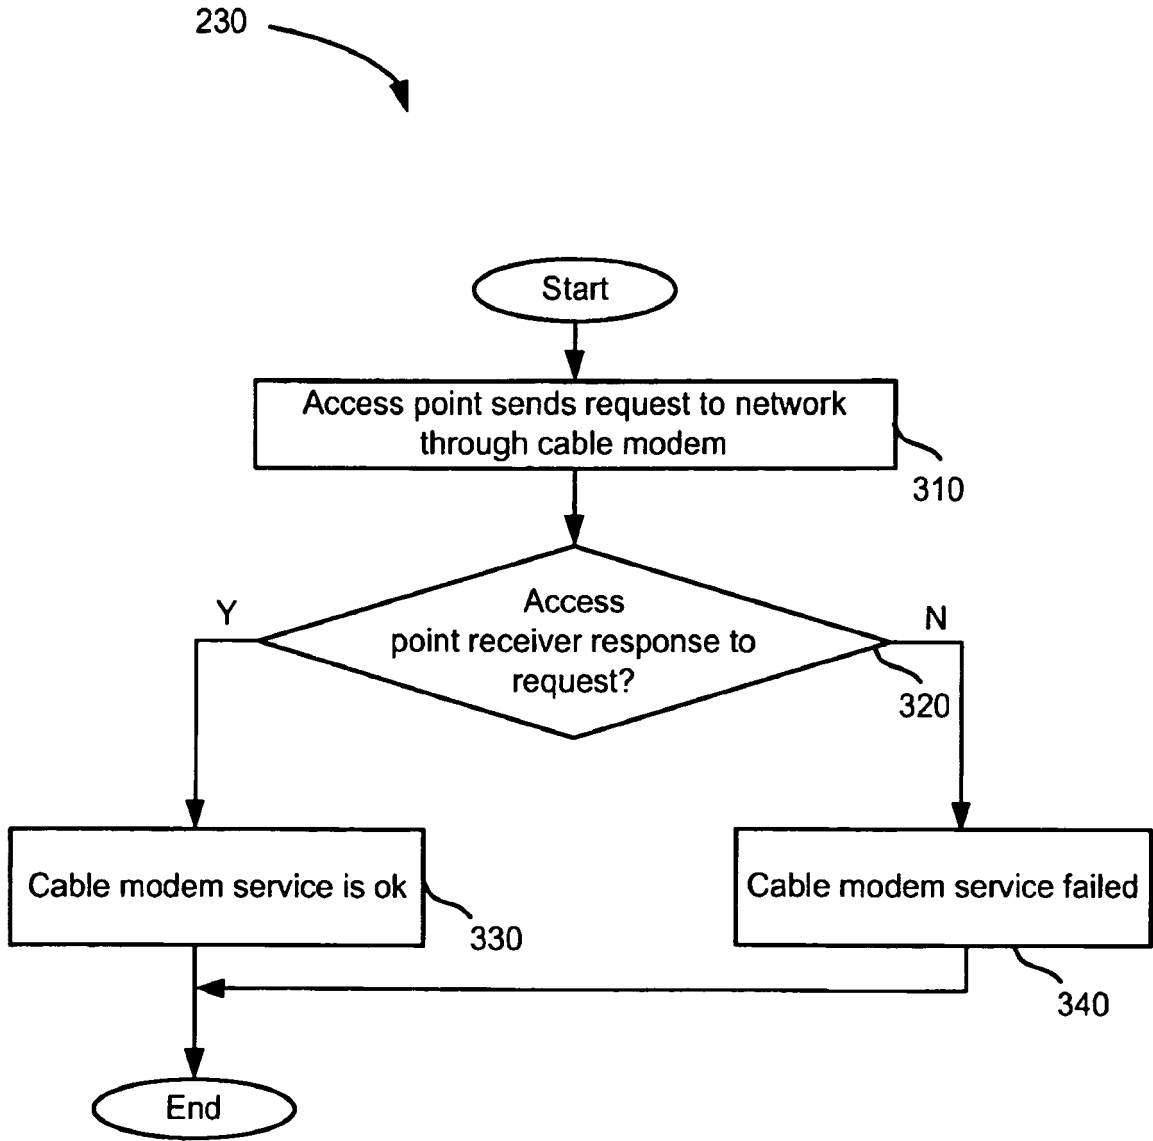 230
Start
Access point sends request to network
through cable modem
310
Access
point receiver response to
request?
Y
N
320
Cable modem service is ok
330
Cable modem service failed
340
End